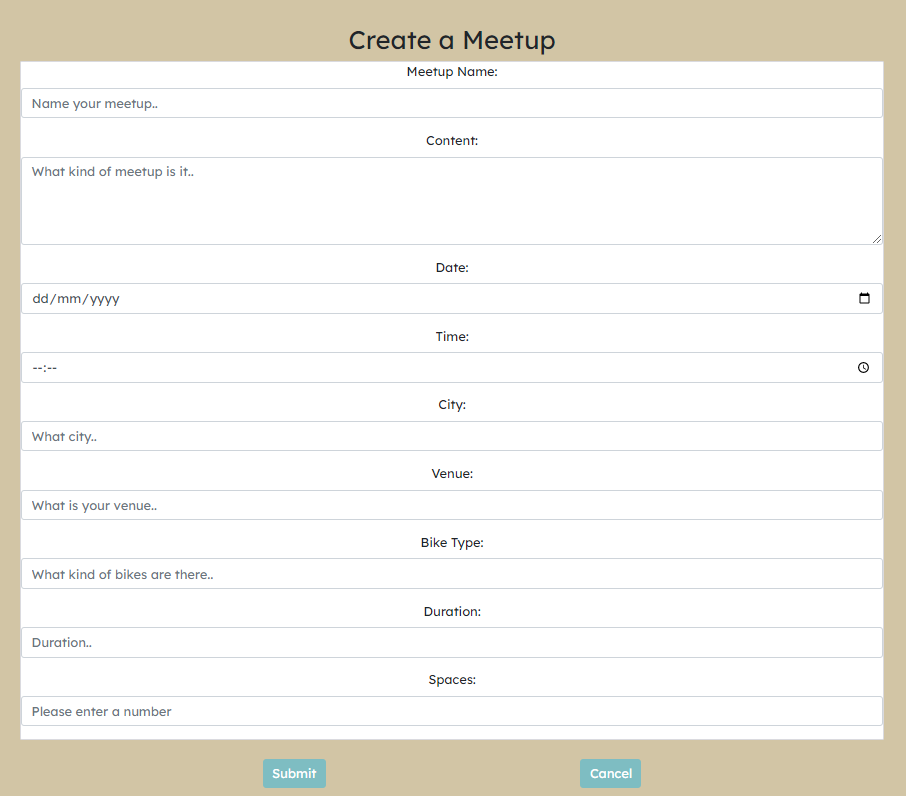 Create a Meetup
Meetup Name:
Name your meetup..
Content:
What kind of meetup is it..
Date:
dd/mm/yyyy
Time:
--:--
City:
What city..
Venue:
What is your venue..
Bike Type:
What kind of bikes are there..
Duration:
Duration..
Spaces:
Please enter a number
Submit Cancel